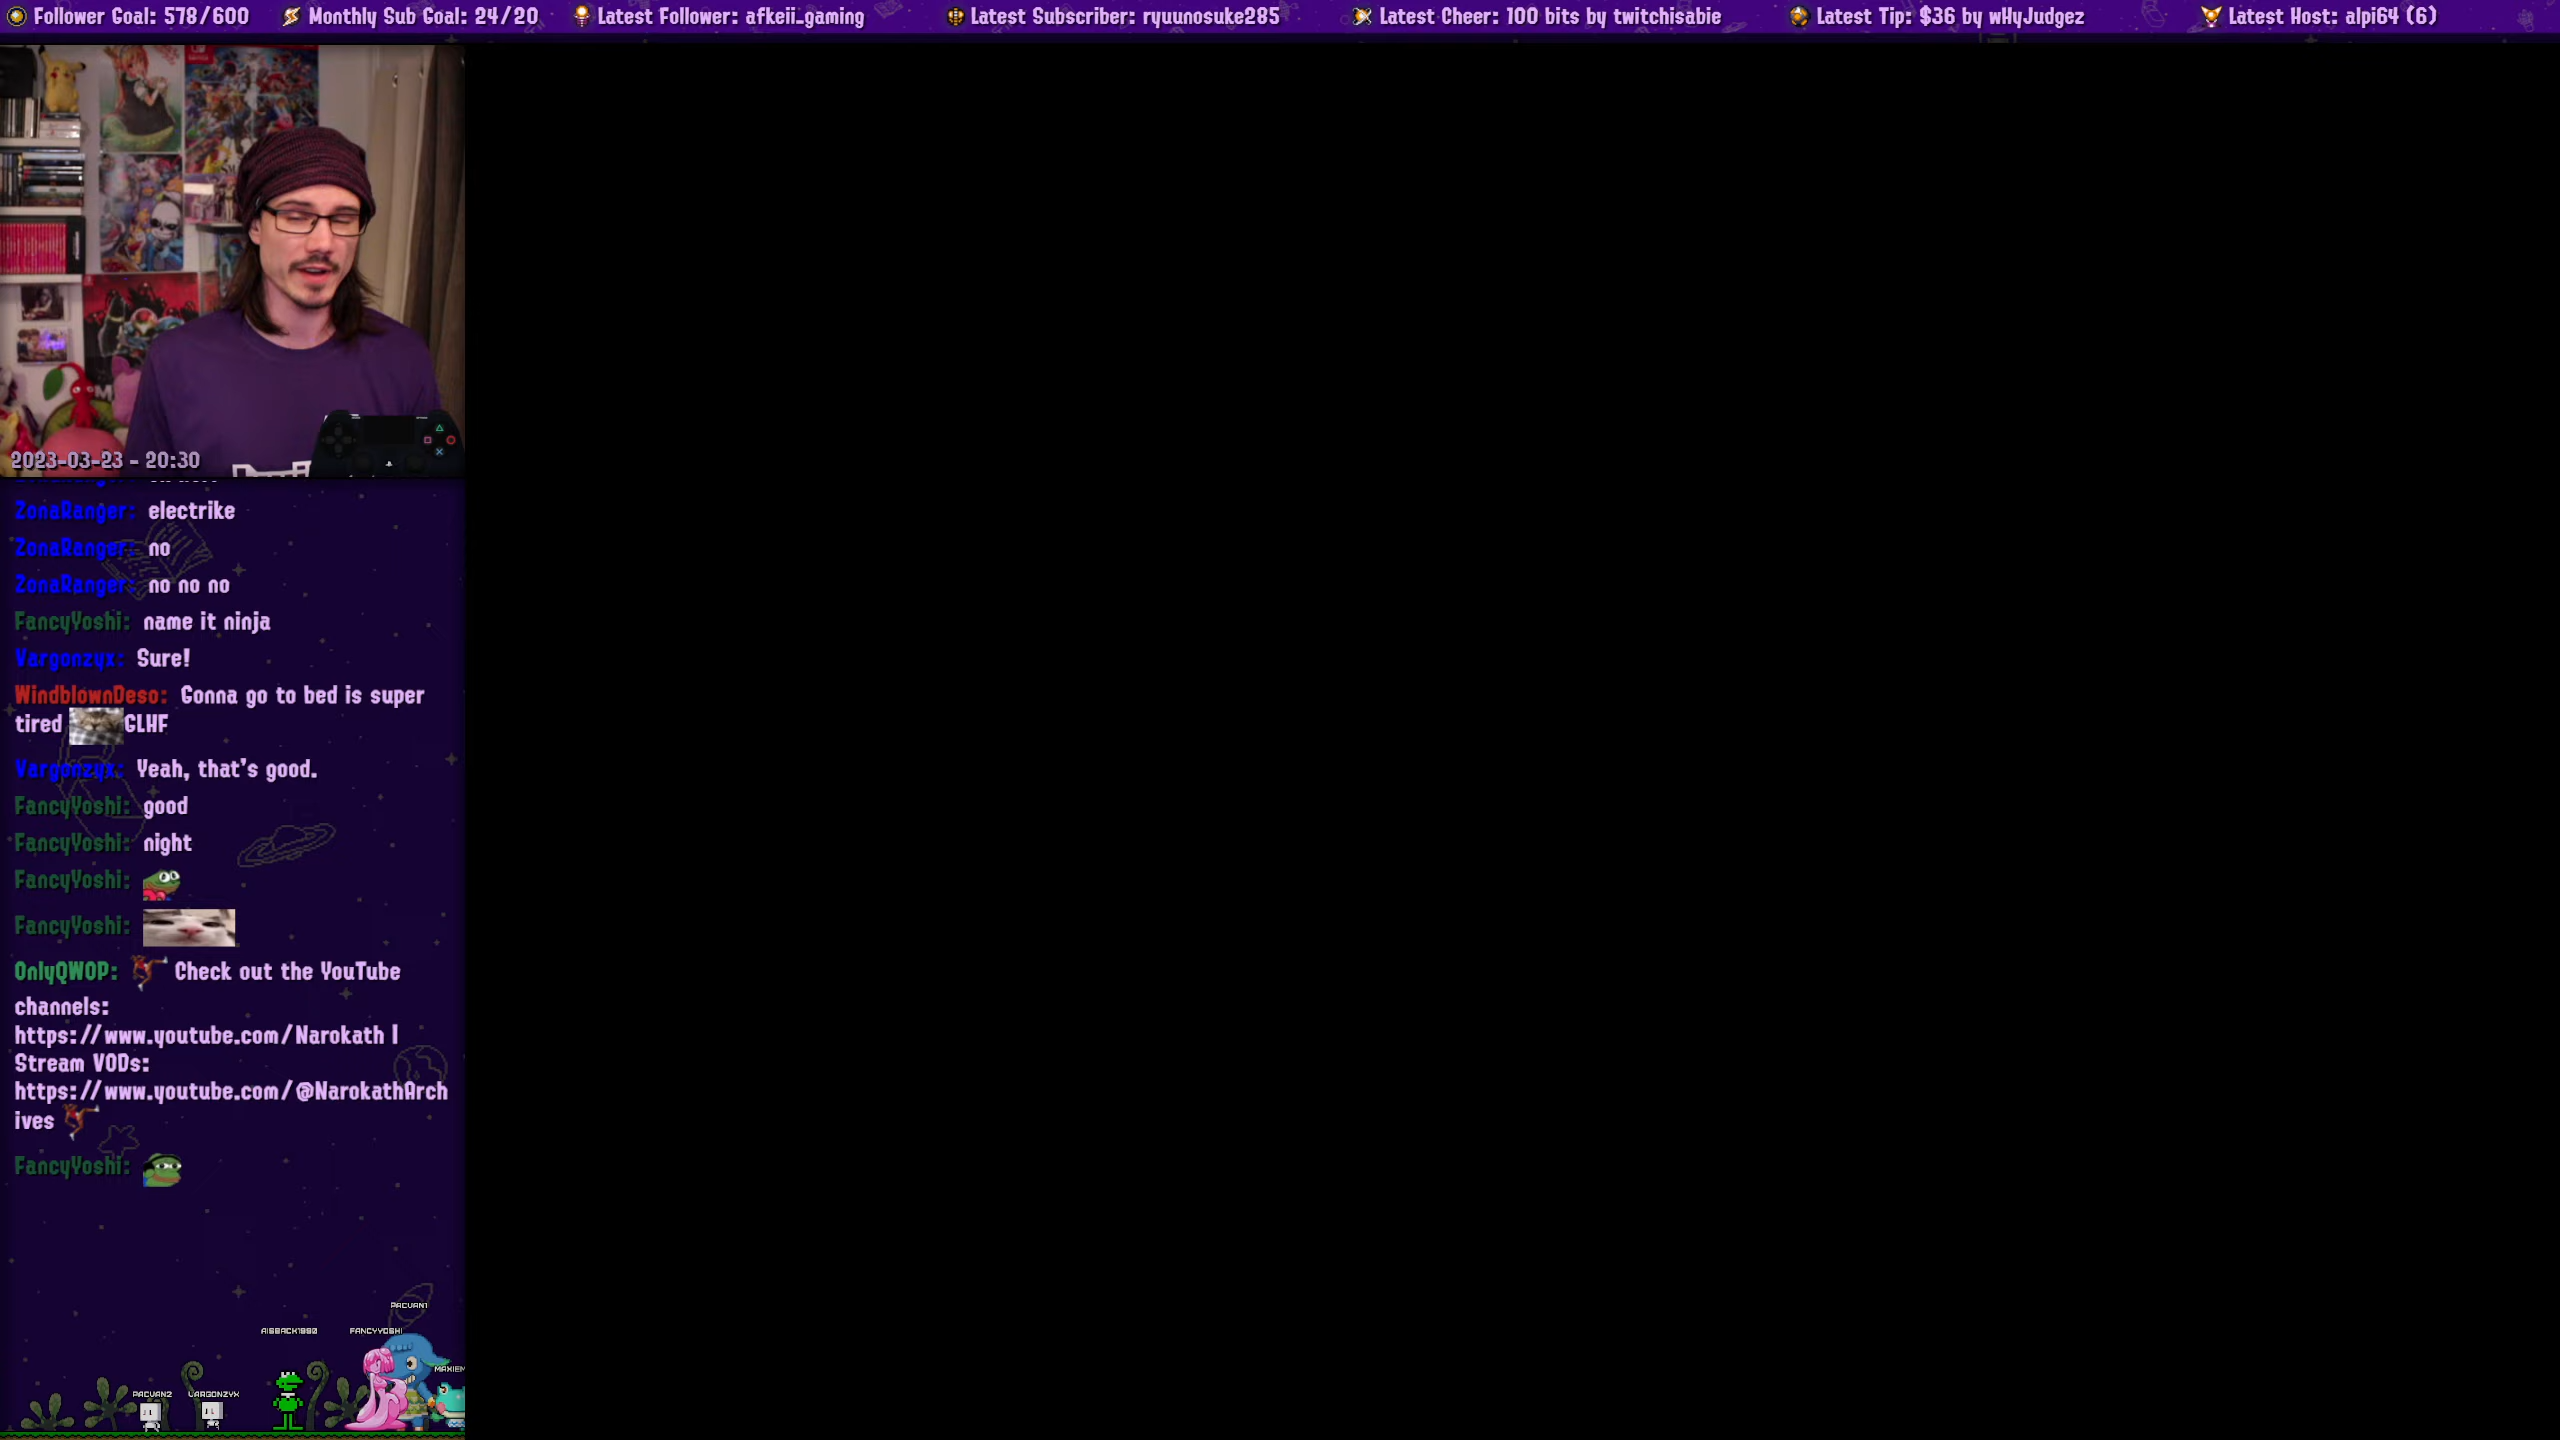 Follower Goal: 578/600
Monthly Sub Goal: 24/20
Latest Follower: afkeii_gaming
Latest Subscriber: ryuunosuke285
Latest Cheer: 100 bits by twitchisabie
Latest Tip: $36 by wHyJudgez
Latest Host: alpi64 (6)
2023-03-23 - 20:30
ZonaRanger: electrike
ZonaRanger: no
ZonaRanger: no no no
FancyYoshi: name it ninja
Vargonzyx: Sure!
WindblownDeso: Gonna go to bed is super
tired GLHF
Vargonzyx: Yeah, that's good.
FancyYoshi: good
FancyYoshi: night
FancyYoshi:
FancyYoshi:
OnlyQWOP: Check out the YouTube
channels:
https://www.youtube.com/Narokath |
Stream VODs:
https://www.youtube.com/@NarokathArch
ives
FancyYoshi:
PACVAN1
FANCYYOSHI
PACVAN2
VARGONZYX